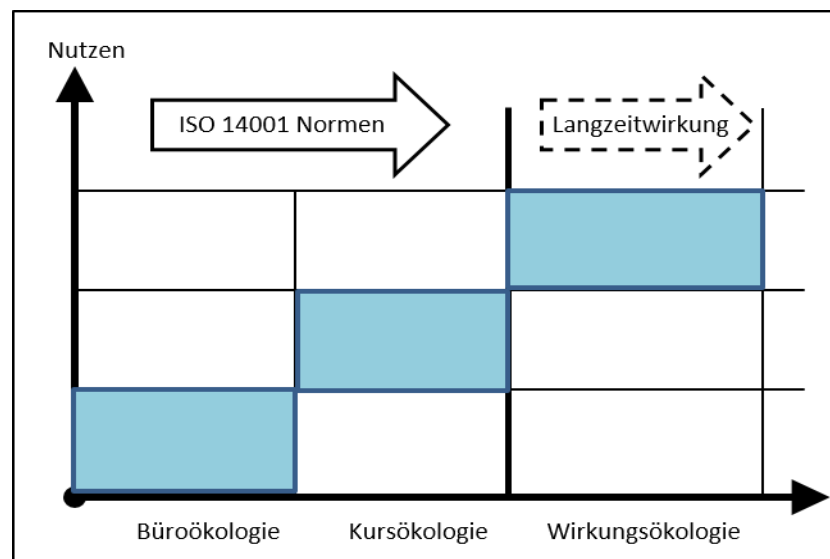 Nutzen
ISO 14001 Normen
Langzeitwirkung
Büroökologie
Kursökologie
Wirkungsökologie